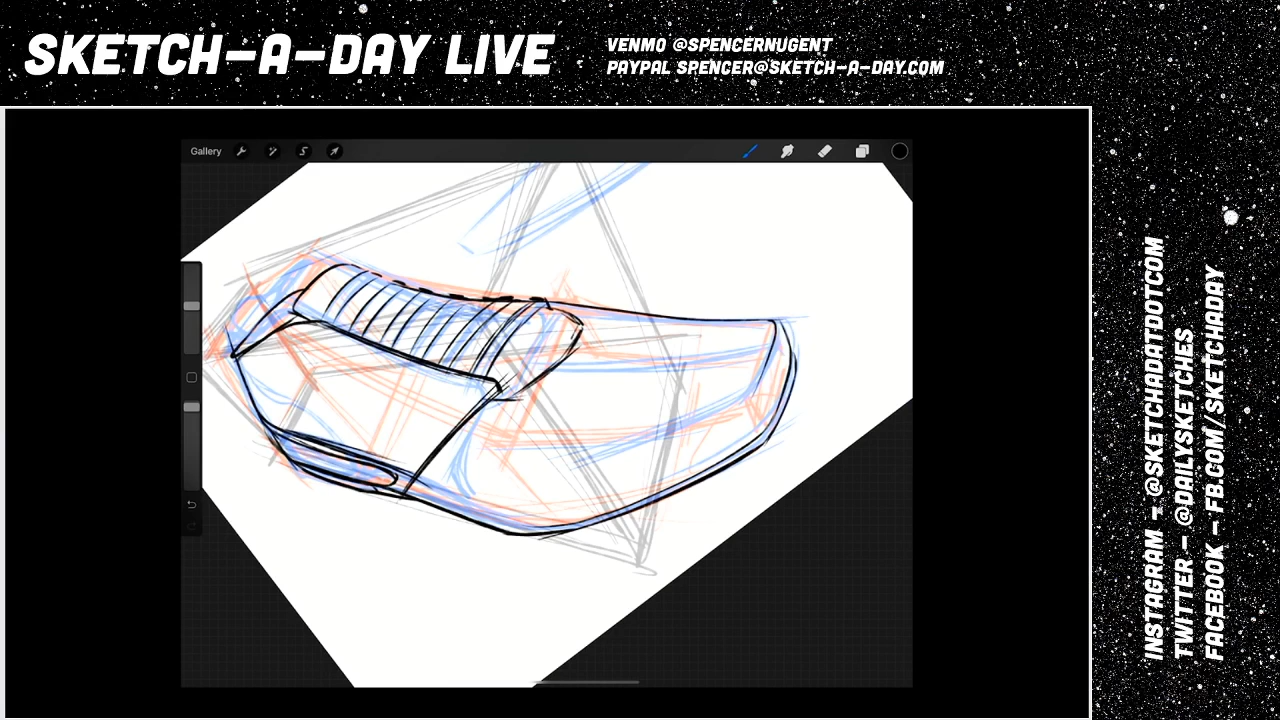 SKETCH-A-DAY LIVE
VENMO @SPENCERNUGENT
PAYPAL SPENCER@SKETCH-A-DAY.COM
Gallery
INSTAGRAM - @SKETCHADAYDOTCOM
TWITTER - @DAILYSKETCHES
FACEBOOK - FB.COM/SKETCHADAY